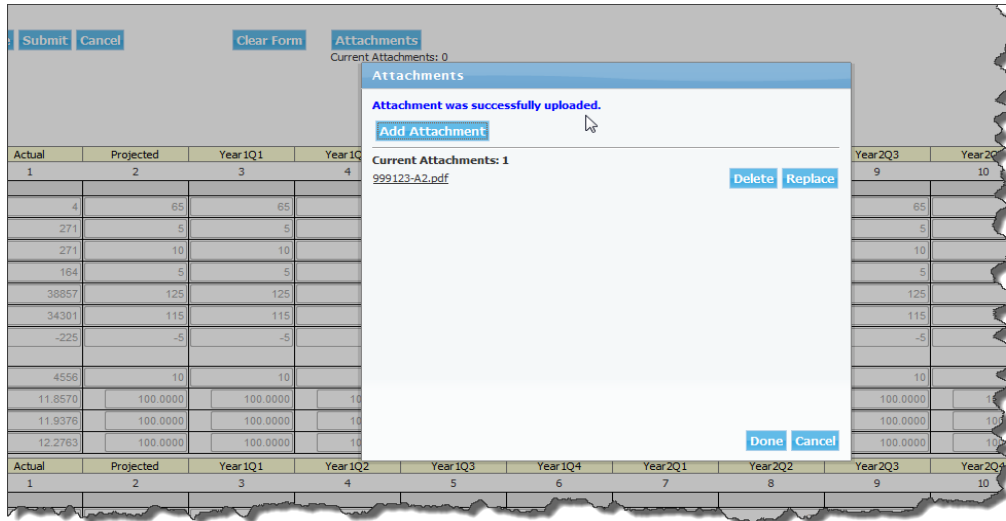 Submit Cancel Clear Form Attachments
Current Attachments: 0
Attachments
Attachment was successfully uploaded.
Add Attachment
Actual Projected Year1Q1 Year2Q3
1 2 3 4 9 10
Current Attachments: 1
999123-A2.pdf Delete Replace
4 65 65 65
271 5 5 5
271 10 10 10
164 5 5 5
38857 125 125 125
34301 115 115 115
-225 -5 -5 -5
4556 10 10 10
11.8570 100.0000 100.0000 100.0000
11.9376 100.0000 100.0000 100.0000
12.2763 100.0000 100.0000 100.0000
Done Cancel
Actual Projected Year1Q1 Year1Q2 Year1Q3 Year1Q4 Year2Q1 Year2Q2 Year2Q3 Year2Q4
1 2 3 4 5 6 7 8 9 10